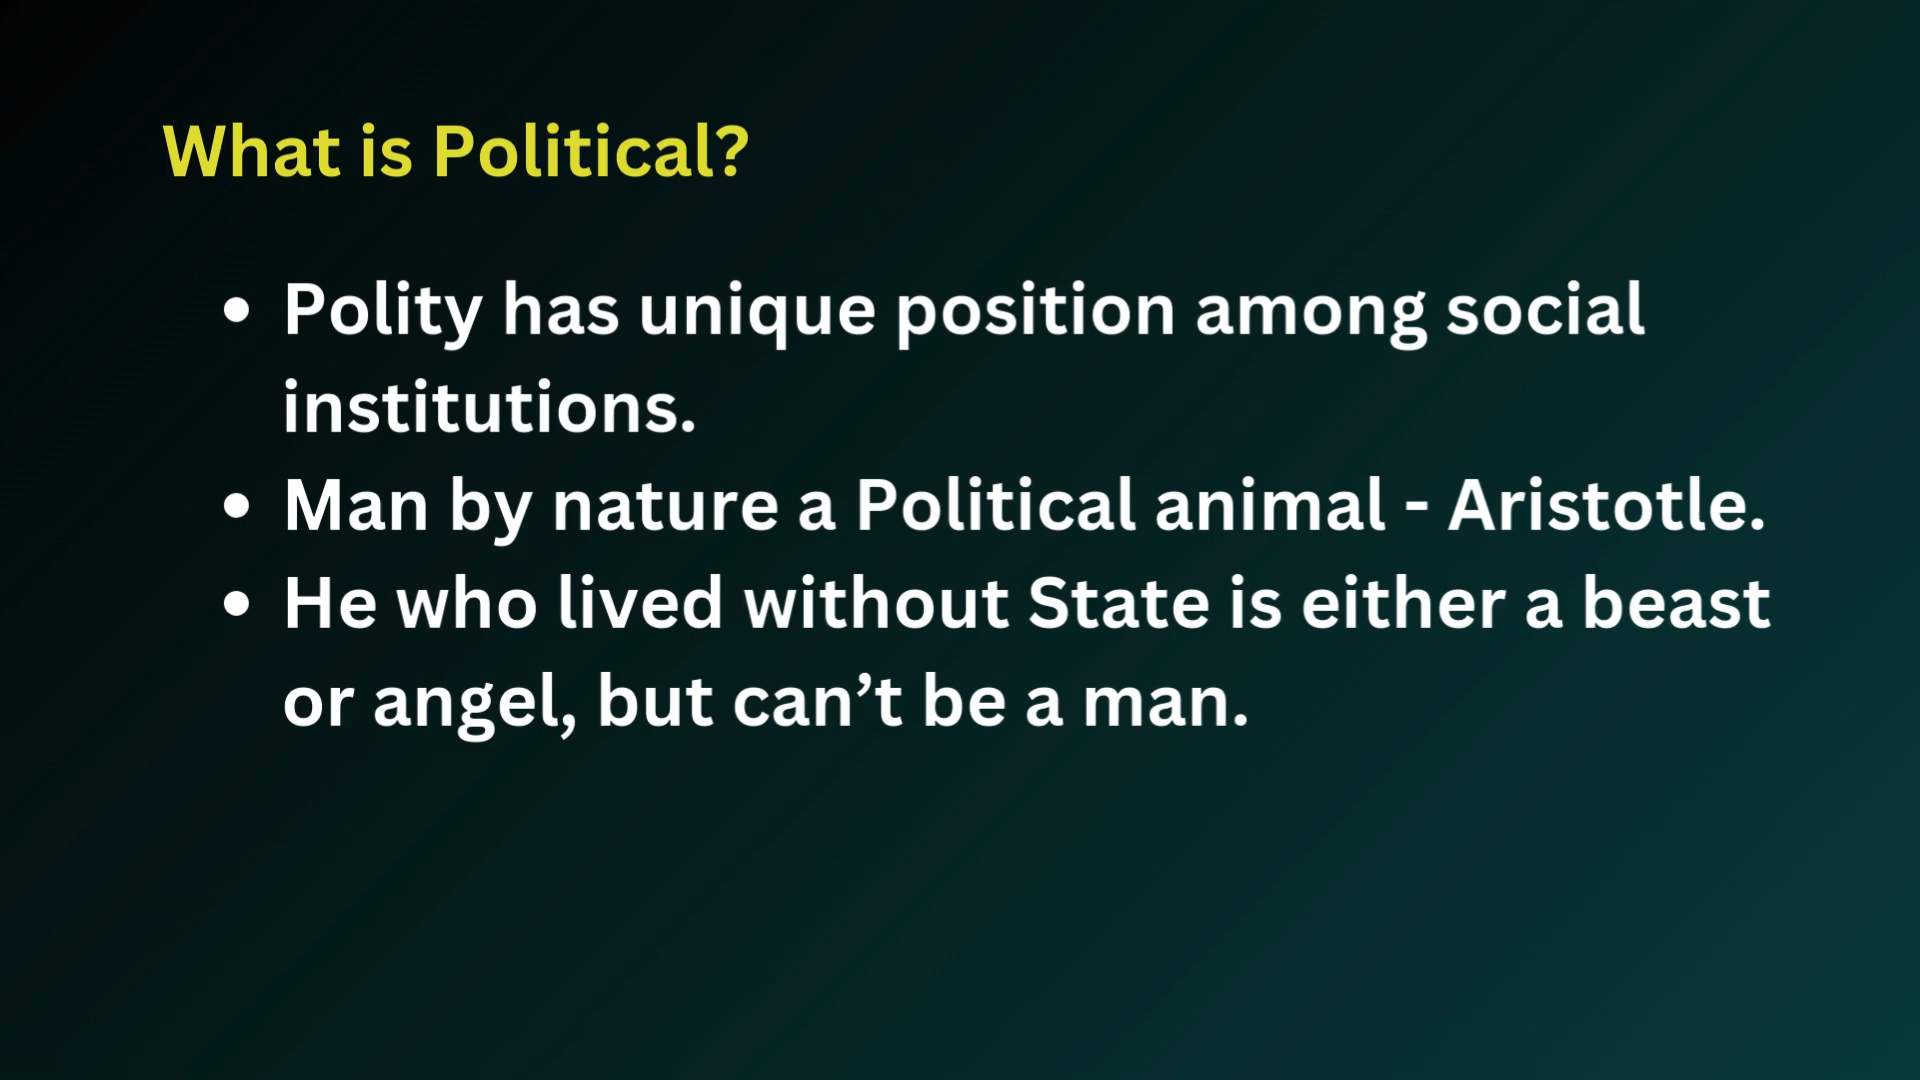 What is Political?
• Polity has unique position among social
institutions.
• Man by nature a Political animal - Aristotle.
• He who lived without State is either a beast
or angel, but can’t be a man.